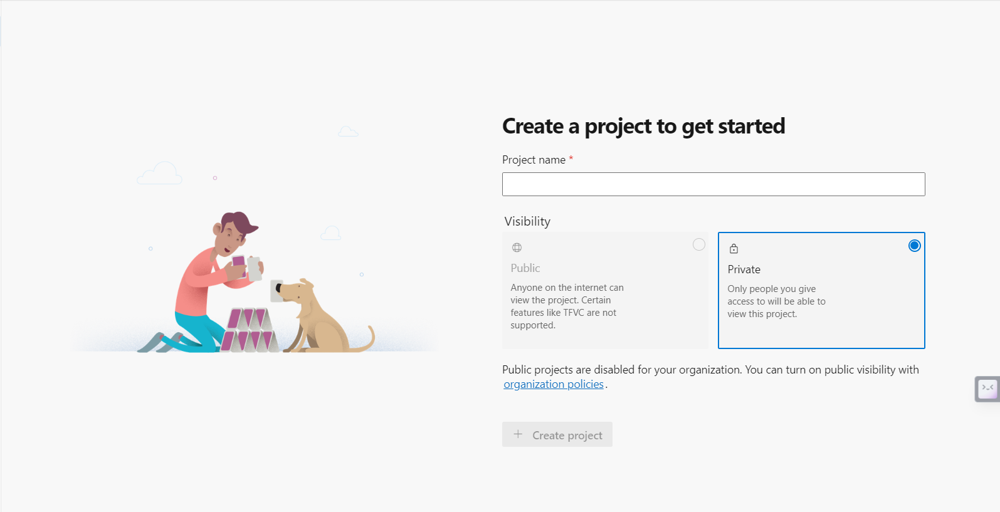 Create a project to get started
Project name *
Visibility
Public
Anyone on the internet can
view the project. Certain
features like TFVC are not
supported.
Private
Only people you give
access to will be able to
view this project.
Public projects are disabled for your organization. You can turn on public visibility with
organization policies.
+ Create project